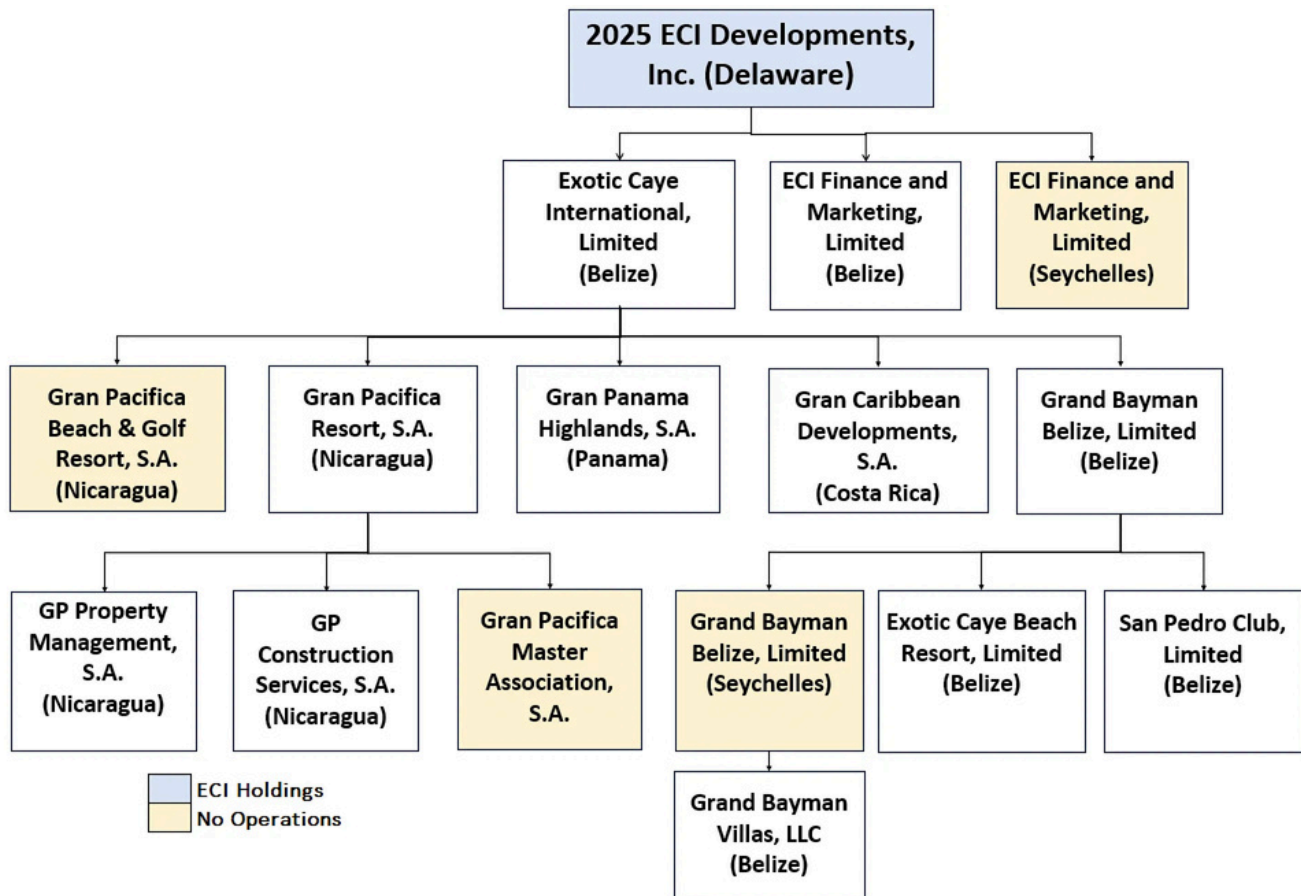 2025 ECI Developments,
Inc. (Delaware)
Exotic Caye
International,
Limited
(Belize)
ECI Finance and
Marketing,
Limited
(Belize)
ECI Finance and
Marketing,
Limited
(Seychelles)
Gran Pacifica
Beach & Golf
Resort, S.A.
(Nicaragua)
Gran Pacifica
Resort, S.A.
(Nicaragua)
Gran Panama
Highlands, S.A.
(Panama)
Gran Caribbean
Developments,
S.A.
(Costa Rica)
Grand Bayman
Belize, Limited
(Belize)
GP Property
Management,
S.A.
(Nicaragua)
GP
Construction
Services, S.A.
(Nicaragua)
Gran Pacifica
Master
Association,
S.A.
Grand Bayman
Belize, Limited
(Seychelles)
Exotic Caye Beach
Resort, Limited
(Belize)
San Pedro Club,
Limited
(Belize)
Grand Bayman
Villas, LLC
(Belize)
ECI Holdings
No Operations